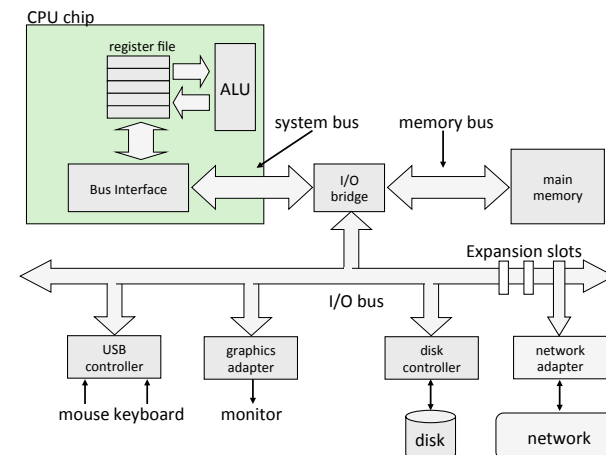 CPU chip
register file
ALU
system bus
memory bus
Bus Interface
I/O
bridge
main
memory
Expansion slots
I/O bus
USB
controller
graphics
adapter
disk
controller
network
adapter
mouse keyboard
monitor
disk
network